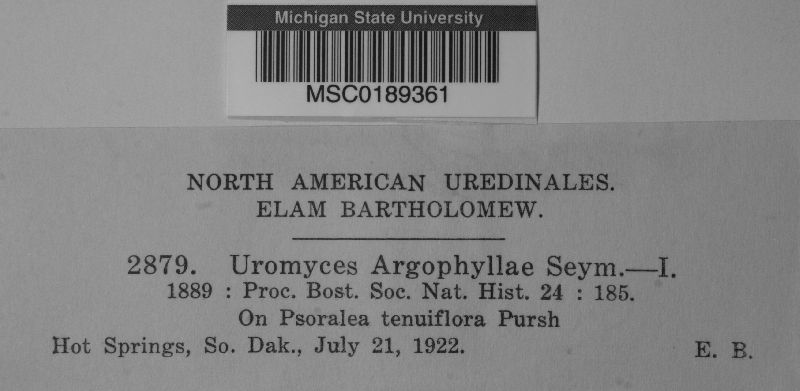 Michigan State University
MSC0189361
NORTH AMERICAN UREDINALES.
ELAM BARTHOLOMEW.
2879. Uromyces Argophyllae Seym.—I.
1889 : Proc. Bost. Soc. Nat. Hist. 24 : 185.
On Psoralea tenuiflora Pursh
Hot Springs, So. Dak., July 21, 1922. E. B.